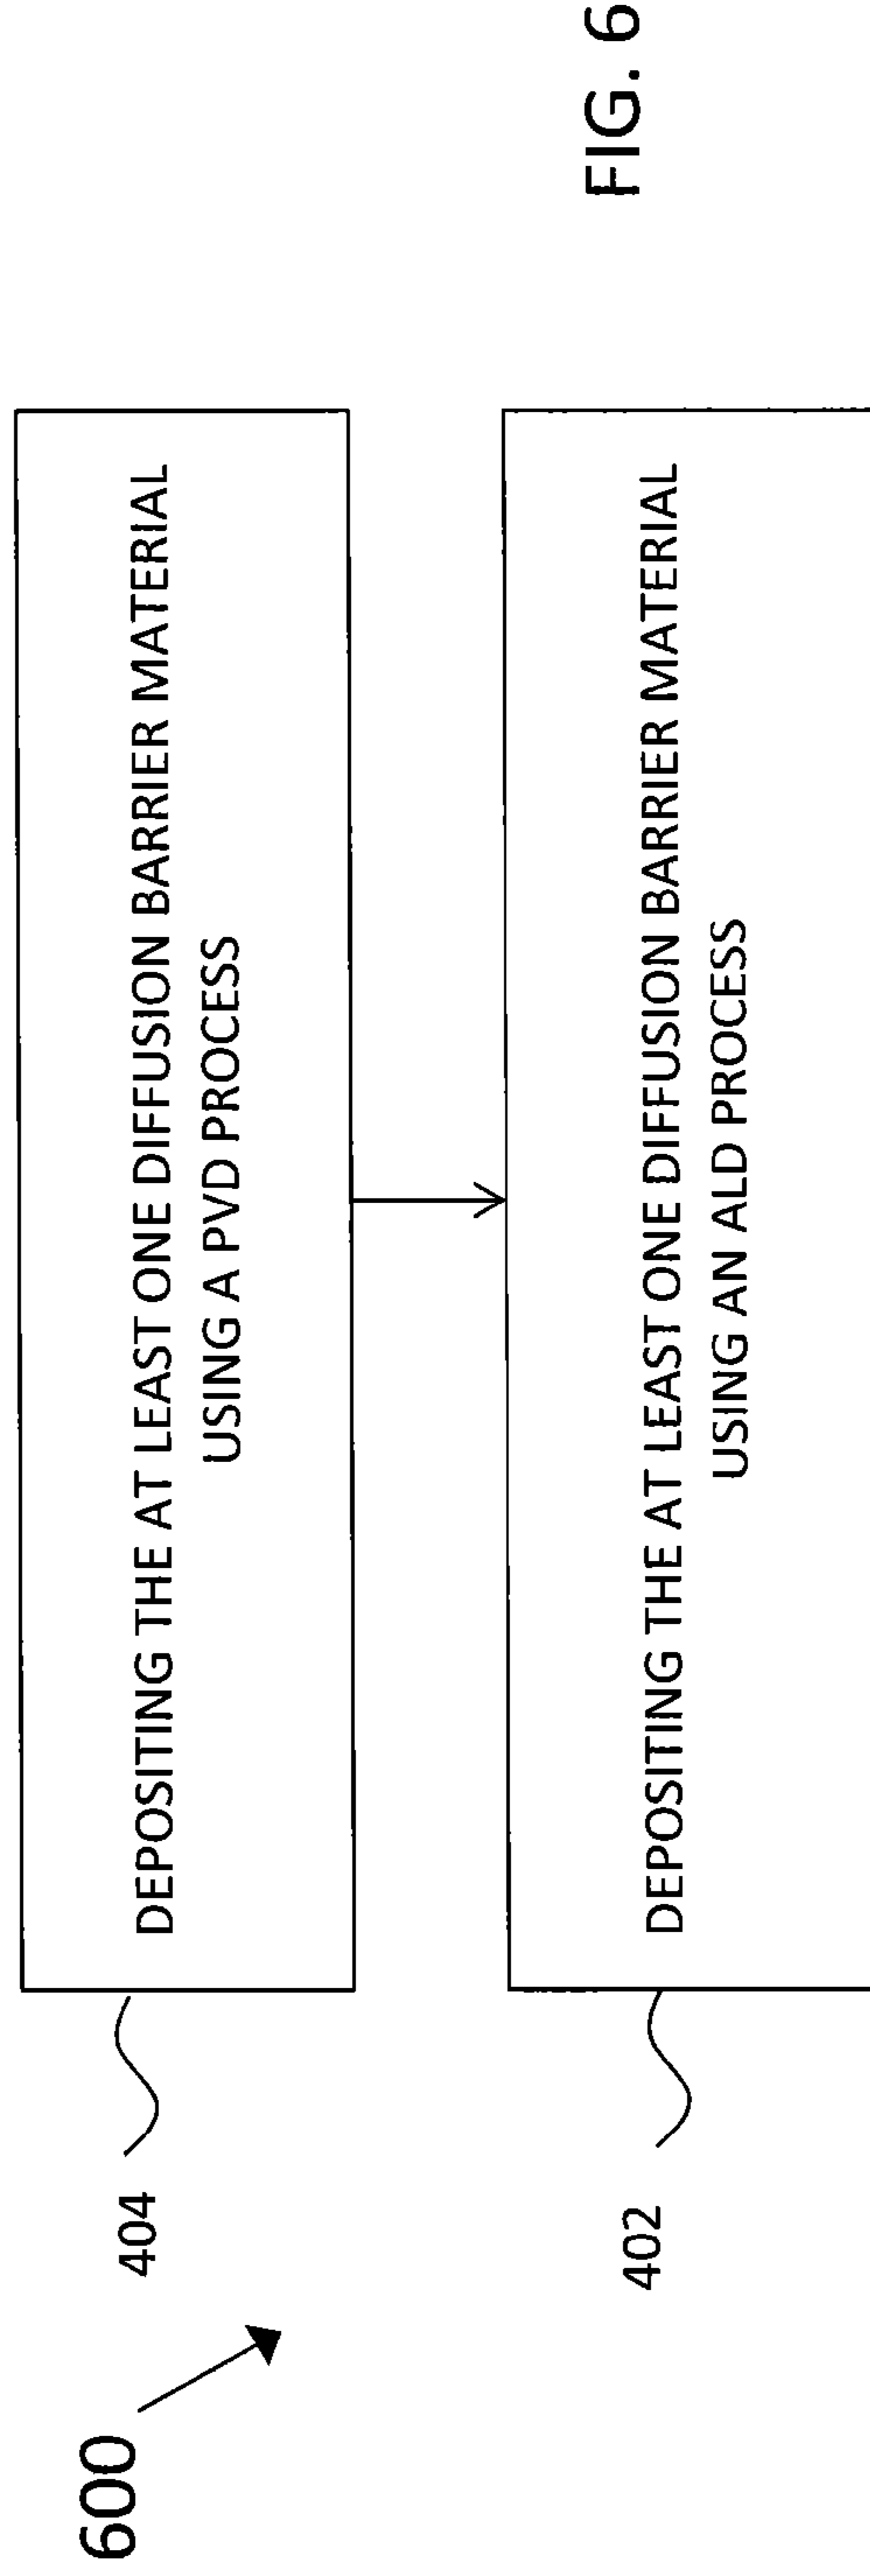 600
404
DEPOSITING THE AT LEAST ONE DIFFUSION BARRIER MATERIAL
USING A PVD PROCESS
402
DEPOSITING THE AT LEAST ONE DIFFUSION BARRIER MATERIAL
USING AN ALD PROCESS
FIG. 6